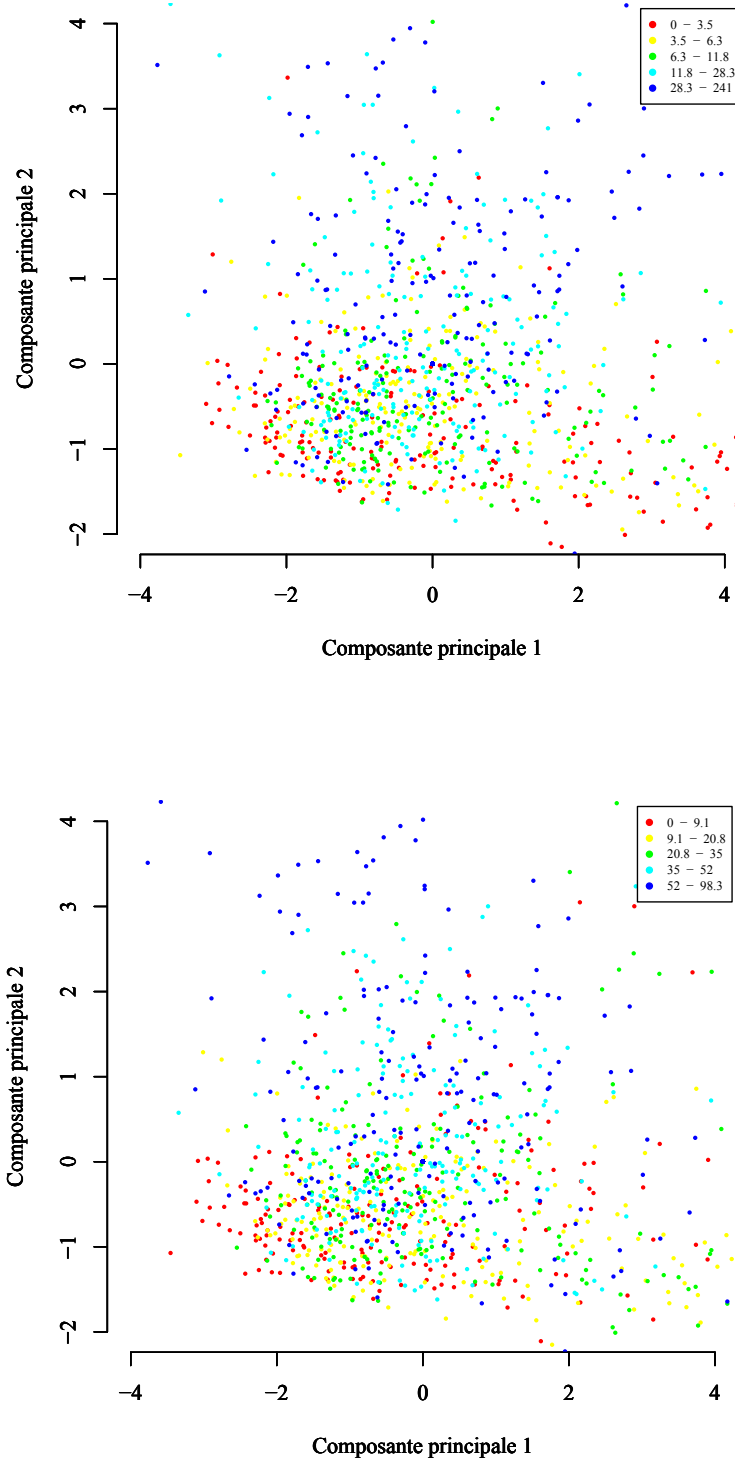 4
3
2
1
0
−1
−2
Composante principale 2
0 − 3.5
3.5 − 6.3
6.3 − 11.8
11.8 − 28.3
28.3 − 241
−4 −2 0 2 4
Composante principale 1
4
3
2
1
0
−1
−2
Composante principale 2
0 − 9.1
9.1 − 20.8
20.8 − 35
35 − 52
52 − 98.3
−4 −2 0 2 4
Composante principale 1